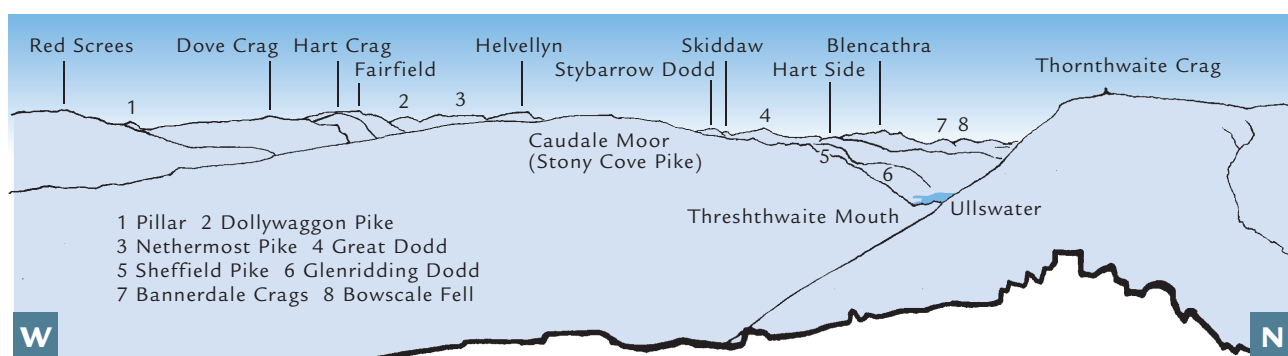 Red Screes
Dove Crag
Hart Crag
Fairfield
Helvellyn
Stybarrow Dodd
Skiddaw
Hart Side
Blencathra
Thornthwaite Crag
1
2
3
4
5
6
7 8
Caudale Moor
(Stony Cove Pike)
Threshthwaite Mouth
Ullswater
1 Pillar 2 Dollywaggon Pike
3 Nethermost Pike 4 Great Dodd
5 Sheffield Pike 6 Glenridding Dodd
7 Bannerdale Crags 8 Bowscale Fell
W
N